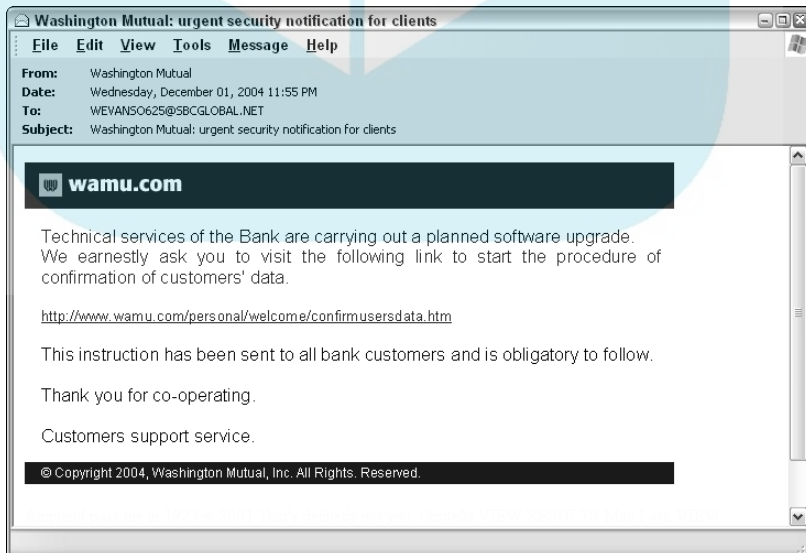 Washington Mutual: urgent security notification for clients
File Edit View Tools Message Help
From: Washington Mutual
Date: Wednesday, December 01, 2004 11:55 PM
To: WEVANSO625@SBCGLOBAL.NET
Subject: Washington Mutual: urgent security notification for clients
wamu.com
Technical services of the Bank are carrying out a planned software upgrade.
We earnestly ask you to visit the following link to start the procedure of
confirmation of customers' data.
http://www.wamu.com/personal/welcome/confirmusersdata.htm
This instruction has been sent to all bank customers and is obligatory to follow.
Thank you for co-operating.
Customers support service.
© Copyright 2004, Washington Mutual, Inc. All Rights. Reserved.